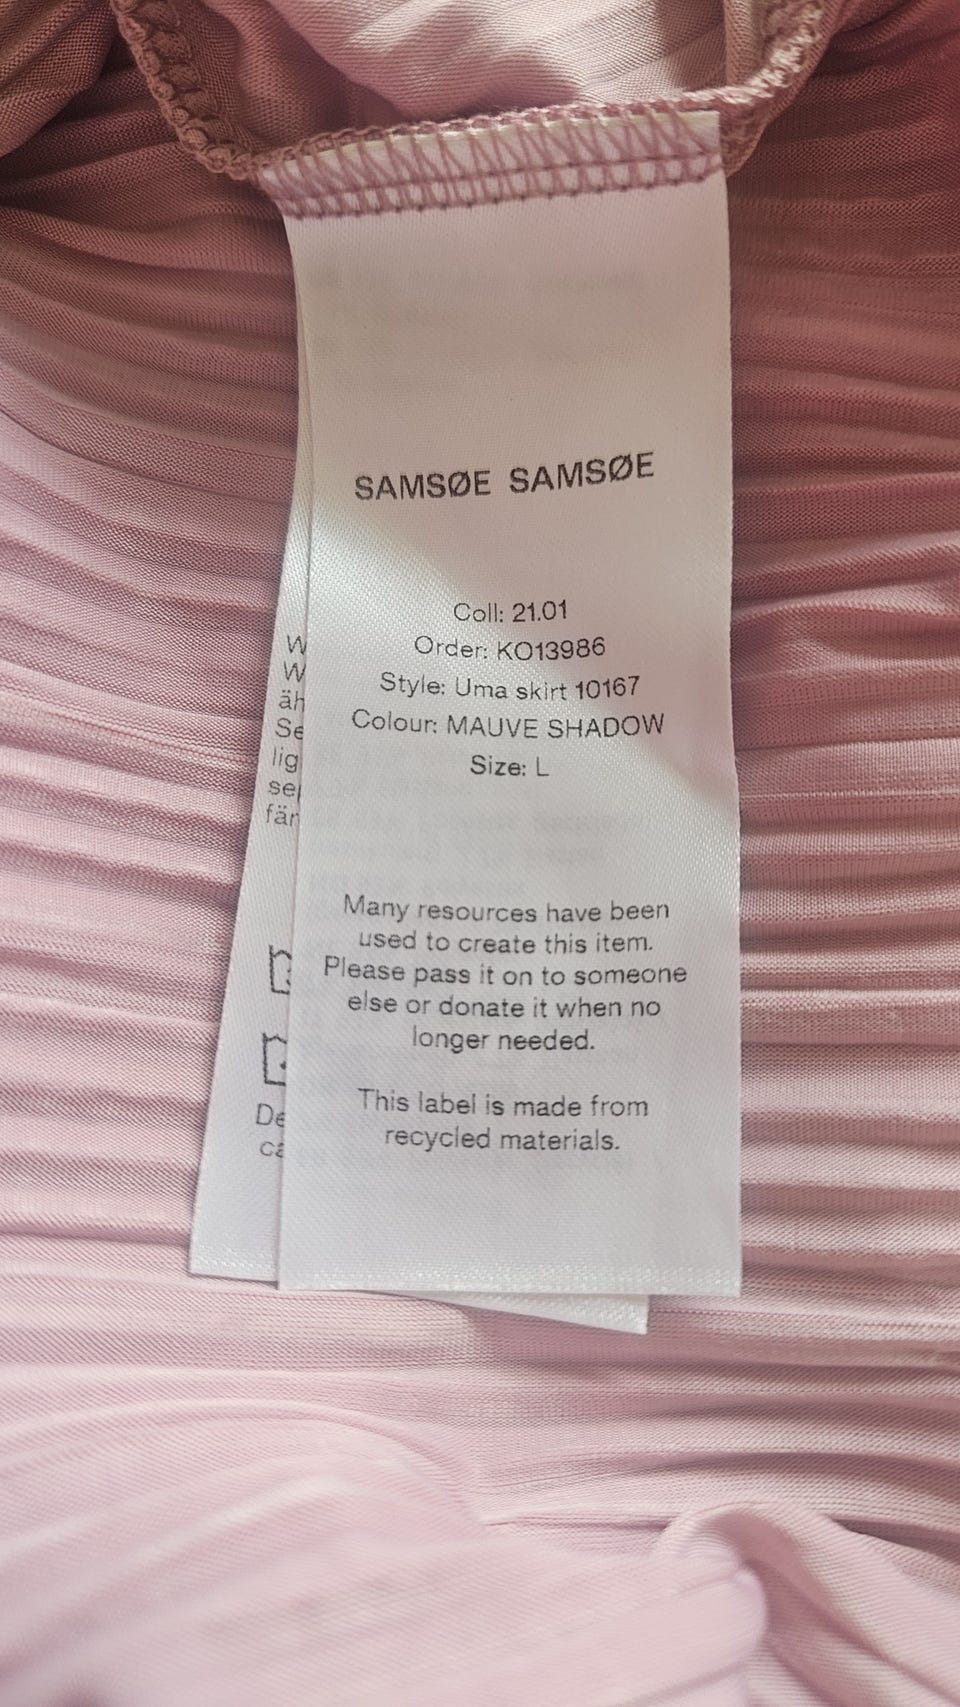 SAMSØE SAMSØE
Coll: 21.01
Order: KO13986
Style: Uma skirt 10167
Colour: MAUVE SHADOW
Size: L
Many resources have been
used to create this item.
Please pass it on to someone
else or donate it when no
longer needed.
This label is made from
recycled materials.